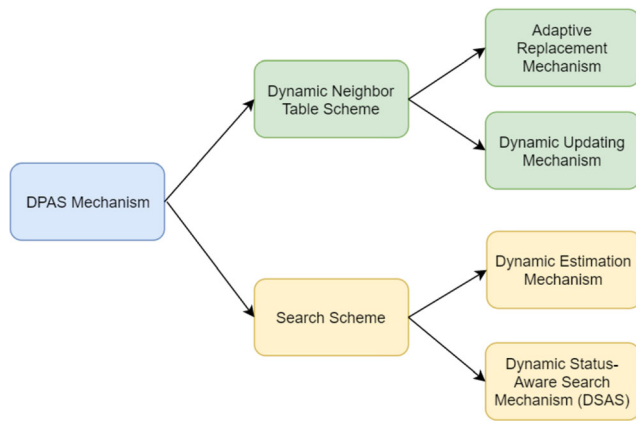 DPAS Mechanism
Dynamic Neighbor
Table Scheme
Search Scheme
Adaptive
Replacement
Mechanism
Dynamic Updating
Mechanism
Dynamic Estimation
Mechanism
Dynamic Status-
Aware Search
Mechanism (DSAS)